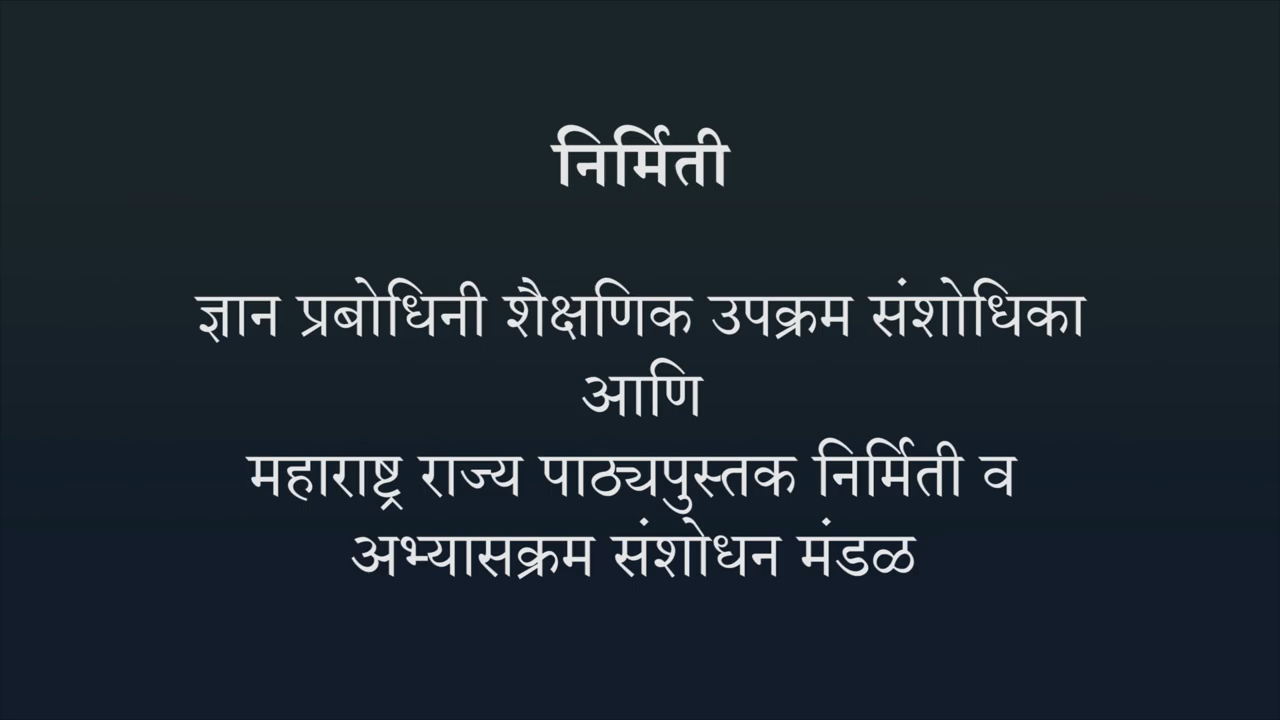 निर्मिती
ज्ञान प्रबोधिनी शैक्षणिक उपक्रम संशोधिका
आणि
महाराष्ट्र राज्य पाठ्यपुस्तक निर्मिती व
अभ्यासक्रम संशोधन मंडळ